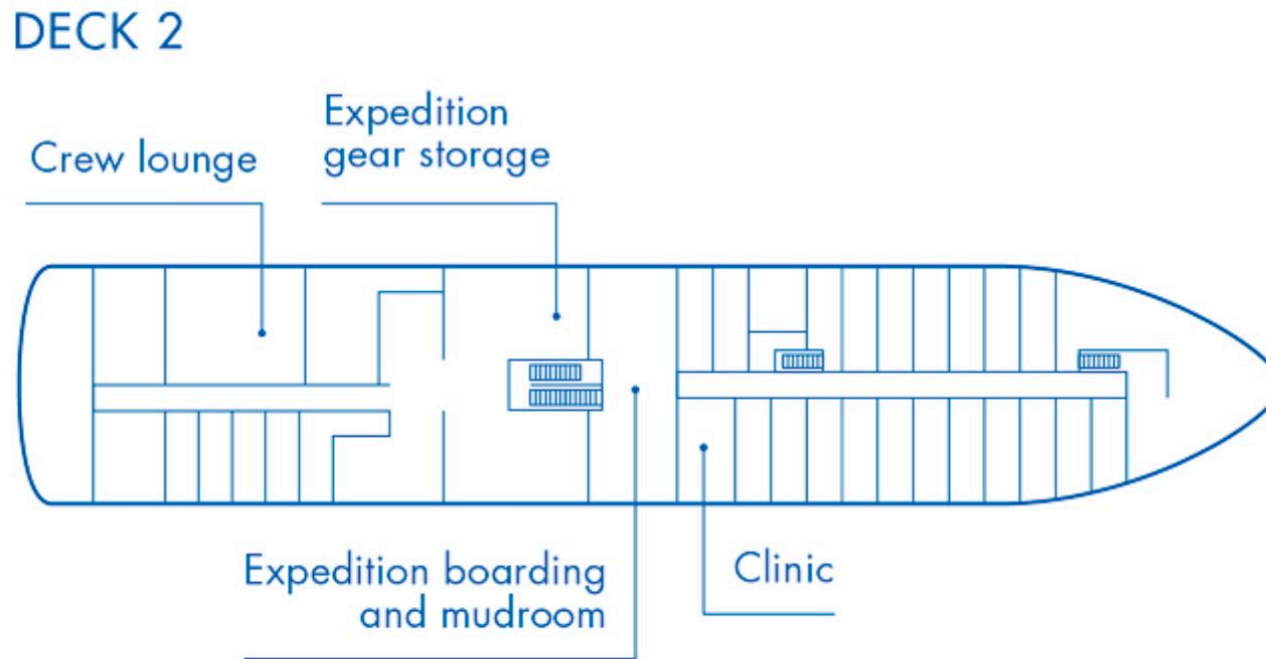 DECK 2
Expedition
gear storage
Crew lounge
Expedition boarding
and mudroom
Clinic